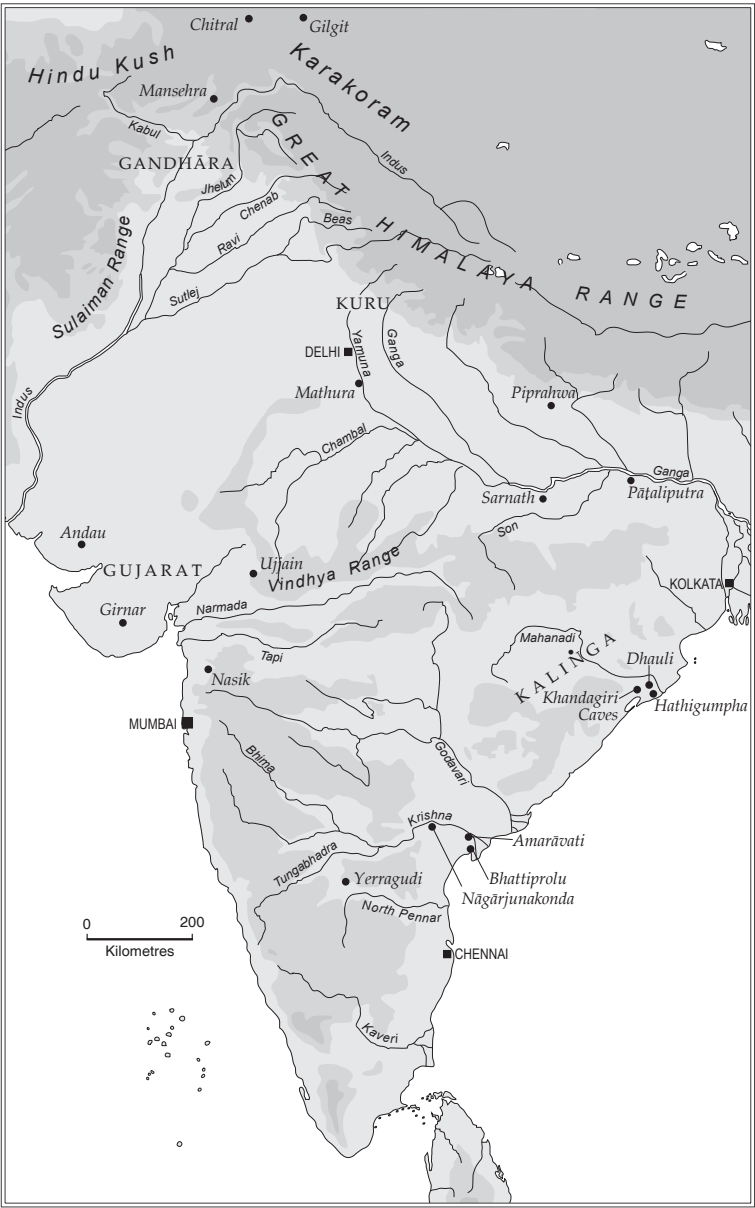 Chitral
Gilgit
Hindu Kush
Karakoram
Mansehra
Kabul
GREAT HIMALAYA RANGE
Indus
GANDHĀRA
Jhelum
Chenab
Sulaiman Range
Ravi
Beas
Sutlej
KURU
DELHI
Yamuna
Ganga
Mathura
Piprahwa
Indus
Chambal
Ganga
Sarnath
Pāṭaliputra
Son
Andau
GUJARAT
Ujjain
Vindhya Range
KOLKATA
Girnar
Narmada
Mahanadi
Tapi
KALINGA
Dhauli
Nasik
Khandagiri
Caves
Hathigumpha
MUMBAI
Bhima
Godavari
Krishna
Amarāvati
Tungabhadra
Bhattiprolu
Yerragudi
Nāgārjunakonda
North Pennar
0 200
Kilometres
CHENNAI
Kaveri